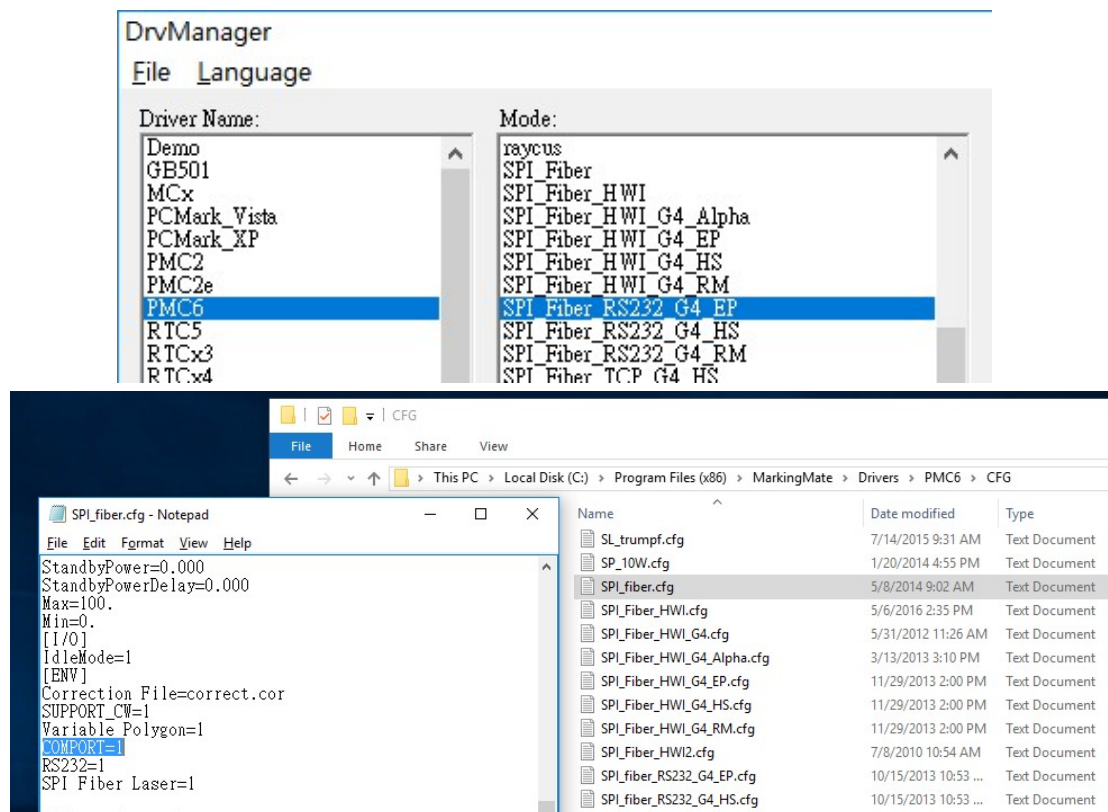 DrvManager
File Language
Driver Name:
Demo
GB501
MCx
PCMark_Vista
PCMark_XP
PMC2
PMC2e
PMC6
RTC5
RTCx3
RTCx4
Mode:
raycus
SPI_Fiber
SPI_Fiber_HWI
SPI_Fiber_HWI_G4_Alpha
SPI_Fiber_HWI_G4_EP
SPI_Fiber_HWI_G4_HS
SPI_Fiber_HWI_G4_RM
SPI_Fiber_RS232_G4_EP
SPI_Fiber_RS232_G4_HS
SPI_Fiber_RS232_G4_RM
SPI_Fiber_TCP_G4_HS
CFG
File Home Share View
This PC > Local Disk (C:) > Program Files (x86) > MarkingMate > Drivers > PMC6 > CFG
SPI_fiber.cfg - Notepad
File Edit Format View Help
StandbyPower=0.000
StandbyPowerDelay=0.000
Max=100.
Min=0.
[I/O]
IdleMode=1
[ENV]
Correction File=correct.cor
SUPPORT_CW=1
Variable Polygon=1
COMPORT=1
RS232=1
SPI Fiber Laser=1
Name Date modified Type
SL_trumpf.cfg 7/14/2015 9:31 AM Text Document
SP_10W.cfg 1/20/2014 4:55 PM Text Document
SPI_fiber.cfg 5/8/2014 9:02 AM Text Document
SPI_Fiber_HWI.cfg 5/6/2016 2:35 PM Text Document
SPI_Fiber_HWI_G4.cfg 5/31/2012 11:26 AM Text Document
SPI_Fiber_HWI_G4_Alpha.cfg 3/13/2013 3:10 PM Text Document
SPI_Fiber_HWI_G4_EP.cfg 11/29/2013 2:00 PM Text Document
SPI_Fiber_HWI_G4_HS.cfg 11/29/2013 2:00 PM Text Document
SPI_Fiber_HWI_G4_RM.cfg 11/29/2013 2:00 PM Text Document
SPI_Fiber_HWI2.cfg 7/8/2010 10:54 AM Text Document
SPI_fiber_RS232_G4_EP.cfg 10/15/2013 10:53 ... Text Document
SPI_fiber_RS232_G4_HS.cfg 10/15/2013 10:53 ... Text Document